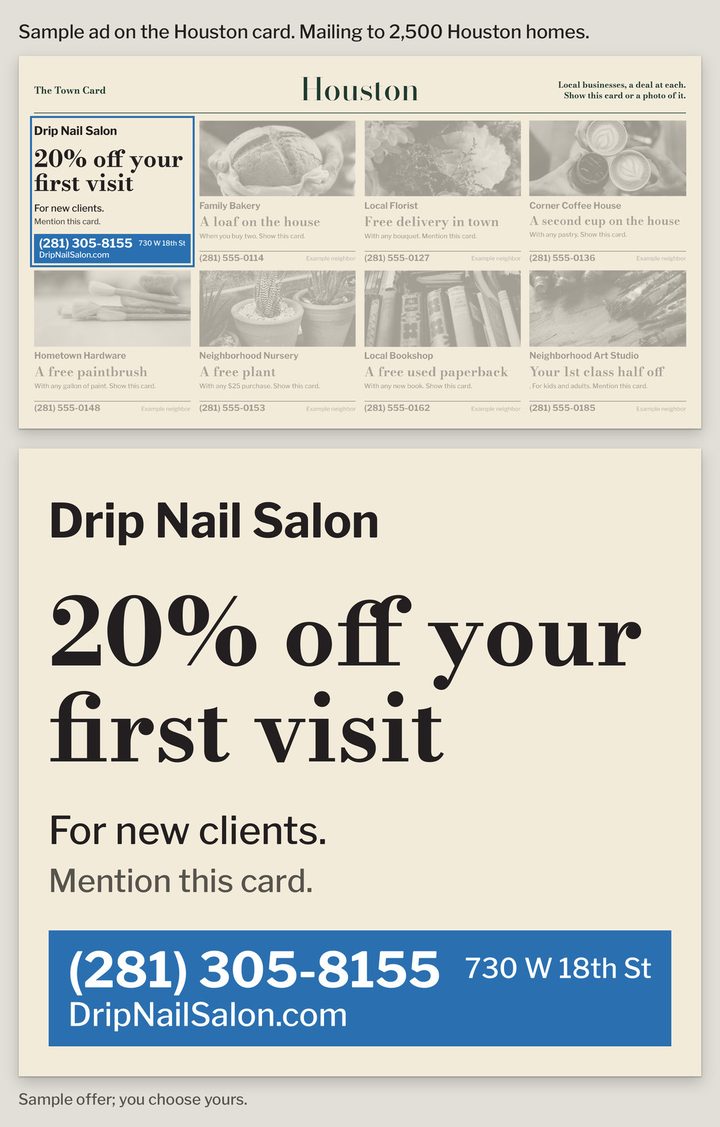 Sample ad on the Houston card. Mailing to 2,500 Houston homes.
The Town Card
Houston
Local businesses, a deal at each.
Show this card or a photo of it.
Drip Nail Salon
20% off your
first visit
For new clients.
Mention this card.
(281) 305-8155 730 W 18th St
DripNailSalon.com
Family Bakery
A loaf on the house
When you buy two. Show this card.
(281) 555-0114 Example neighbor
Local Florist
Free delivery in town
With any bouquet. Mention this card.
(281) 555-0127 Example neighbor
Corner Coffee House
A second cup on the house
With any pastry. Show this card.
(281) 555-0136 Example neighbor
Hometown Hardware
A free paintbrush
With any gallon of paint. Show this card.
(281) 555-0148 Example neighbor
Neighborhood Nursery
A free plant
With any $25 purchase. Show this card.
(281) 555-0153 Example neighbor
Local Bookshop
A free used paperback
With any new book. Show this card.
(281) 555-0162 Example neighbor
Neighborhood Art Studio
Your 1st class half off
For kids and adults. Mention this card.
(281) 555-0185 Example neighbor
Drip Nail Salon
20% off your
first visit
For new clients.
Mention this card.
(281) 305-8155 730 W 18th St
DripNailSalon.com
Sample offer; you choose yours.